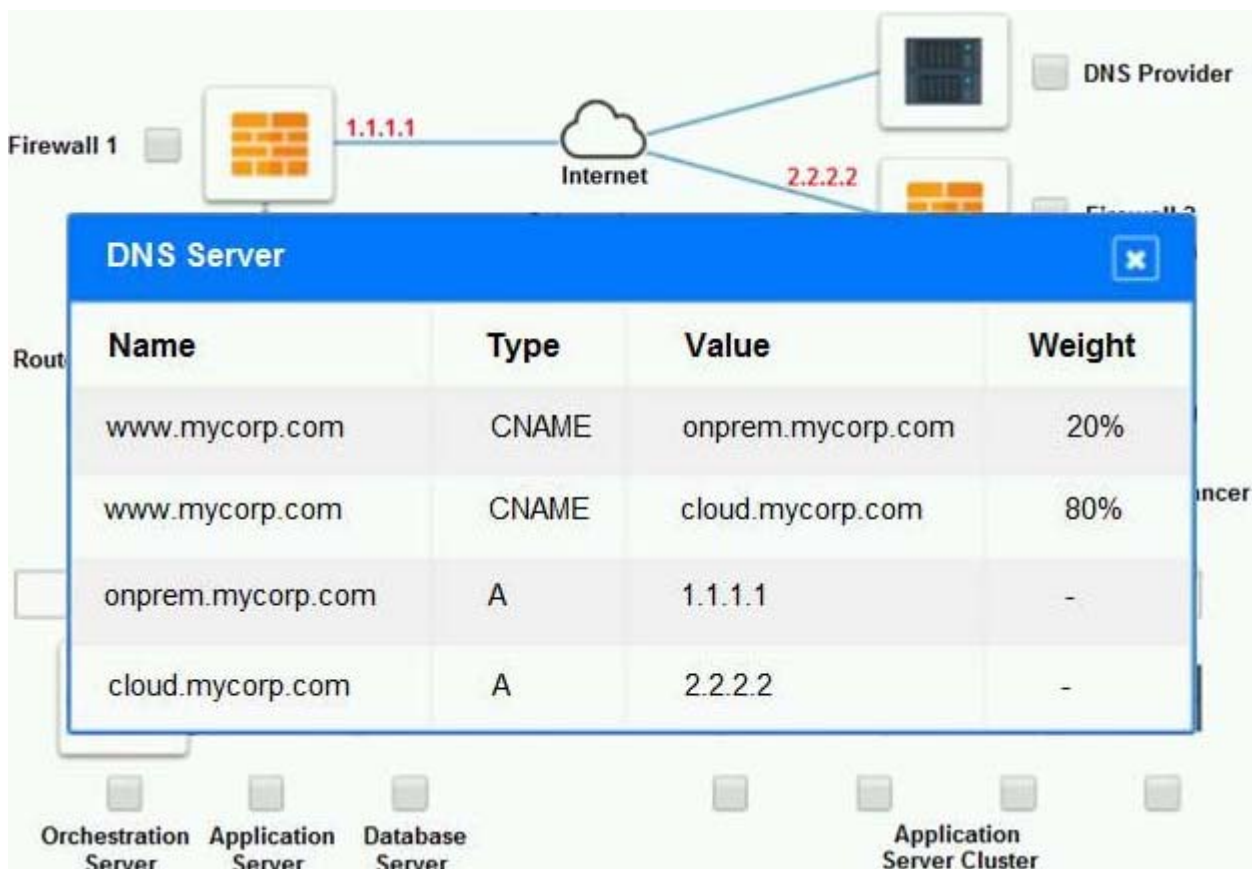 DNS Provider
Firewall 1
1.1.1.1
Internet
2.2.2.2
DNS Server
Name Type Value Weight
www.mycorp.com CNAME onprem.mycorp.com 20%
www.mycorp.com CNAME cloud.mycorp.com 80%
onprem.mycorp.com A 1.1.1.1 -
cloud.mycorp.com A 2.2.2.2 -
Orchestration Server
Application Server
Database Server
Application
Server Cluster